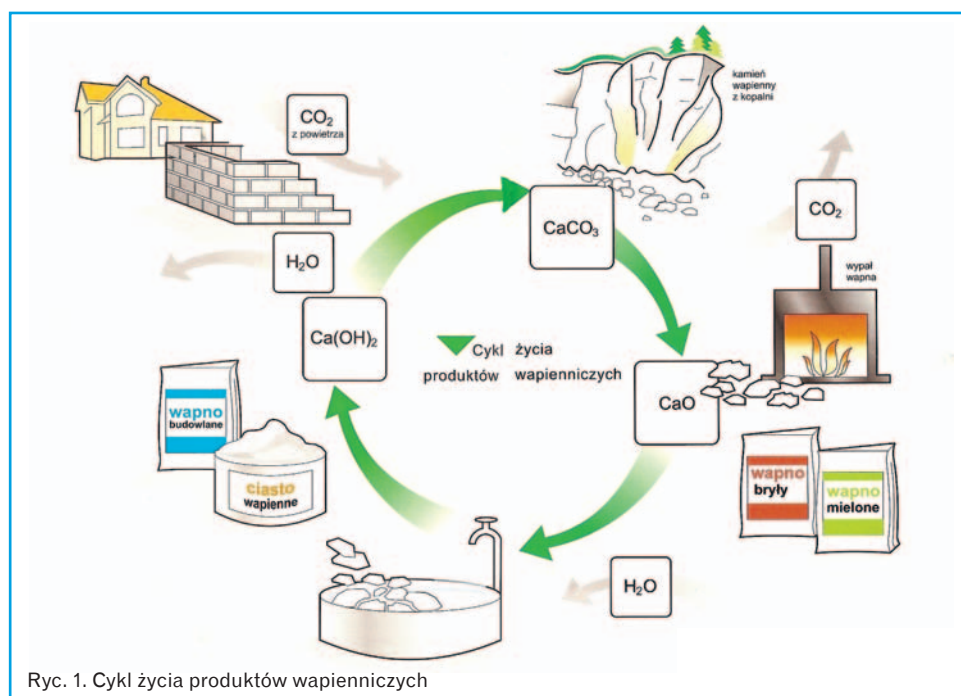 CO₂
z powietrza
kamień
wapienny
z kopalni
CaCO₃
CO₂
wypał
wapna
H₂O
Ca(OH)₂
Cykl życia
produktów wapienniczych
CaO
wapno
budowlane
ciasto
wapienne
wapno
bryły
wapno
mielone
H₂O
Ryc. 1. Cykl życia produktów wapienniczych